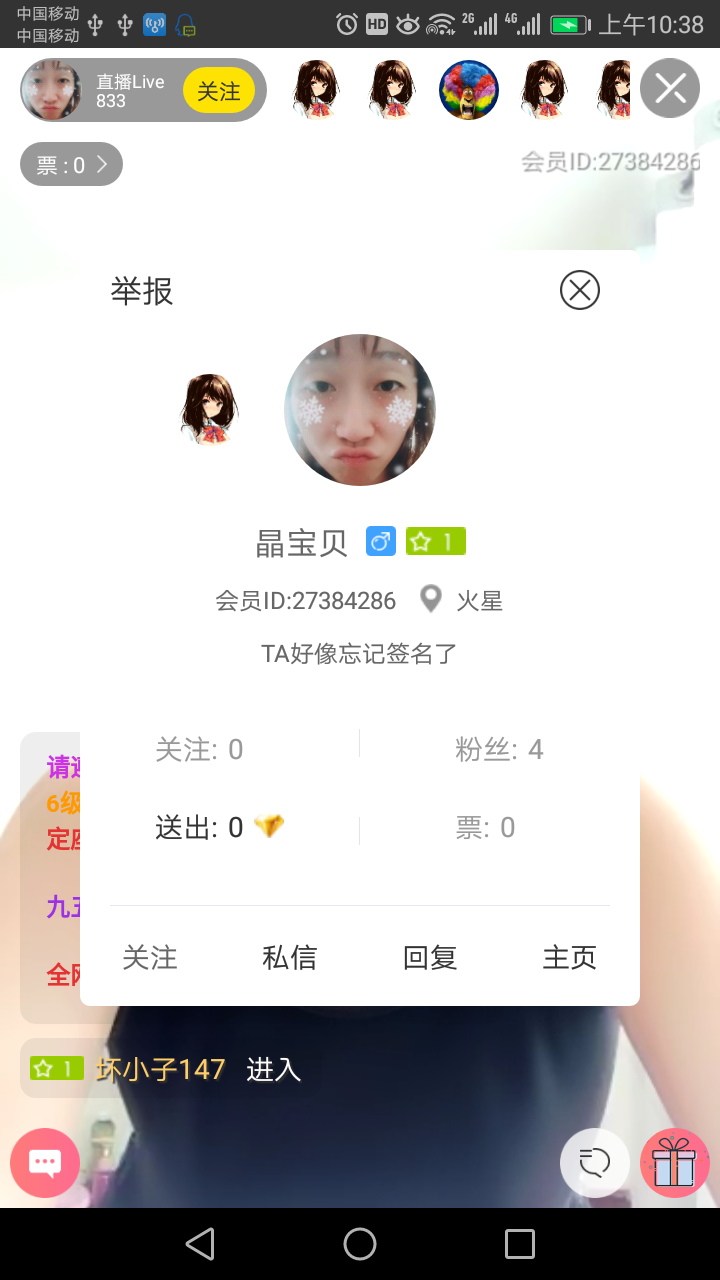 中国移动
中国移动
HD
2G
4G
上午10:38
直播Live
833
关注
票 : 0
会员ID:27384286
举报
晶宝贝
1
会员ID:27384286
火星
TA好像忘记签名了
关注: 0
粉丝: 4
送出: 0
票: 0
关注
私信
回复
主页
请
6级
定
九
全
1
坏小子147 进入